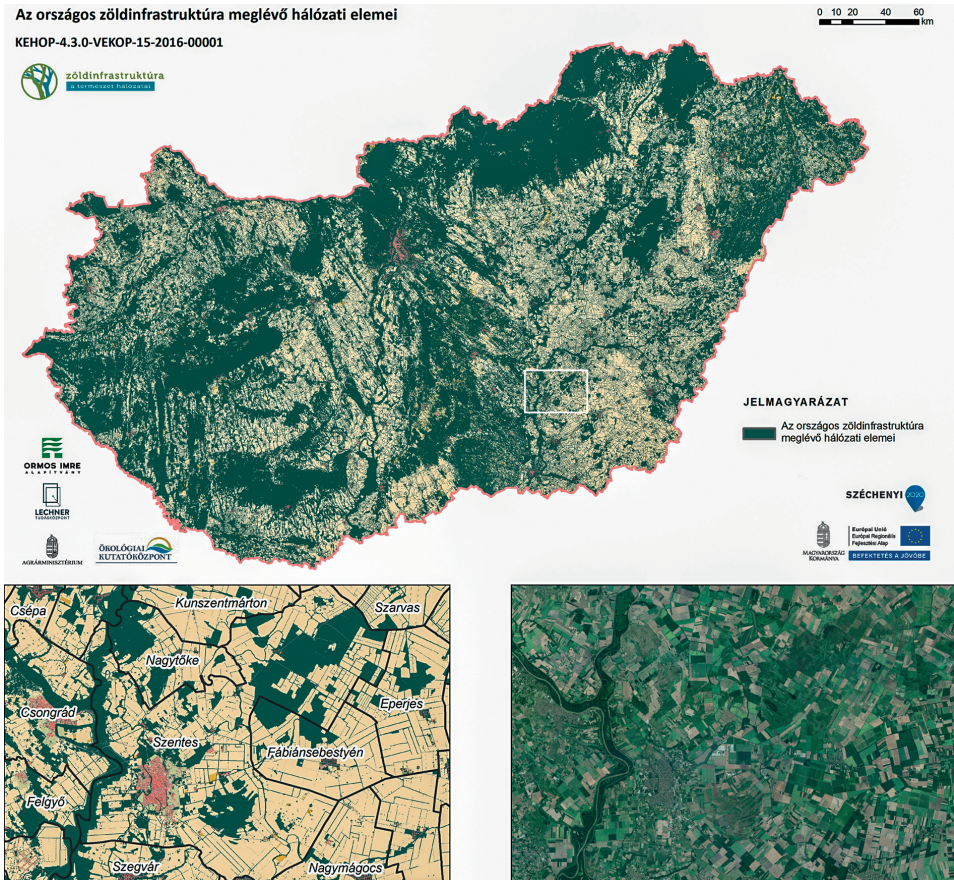 Az országos zöldinfrastruktúra meglévő hálózati elemei
KEHOP-4.3.0-VEKOP-15-2016-00001
zöldinfrastruktúra
a természet hálózatai
0 10 20 40 60
km
JELMAGYARÁZAT
Az országos zöldinfrastruktúra
meglévő hálózati elemei
ORMOS IMRE
ALAPÍTVÁNY
LECHNER
TUDÁSKÖZPONT
AGRÁRMINISZTÉRIUM
ÖKOLÓGIAI
KUTATÓKÖZPONT
SZÉCHENYI 2020
MAGYARORSZÁG
KORMÁNYA
Európai Unió
Európai Regionális
Fejlesztési Alap
BEFEKTETÉS A JÖVŐBE
Csépa
Kunszentmárton
Szarvas
Nagytőke
Csongrád
Eperjes
Szentes
Fábiánsebestyén
Felgyő
Szegvár
Nagymágocs